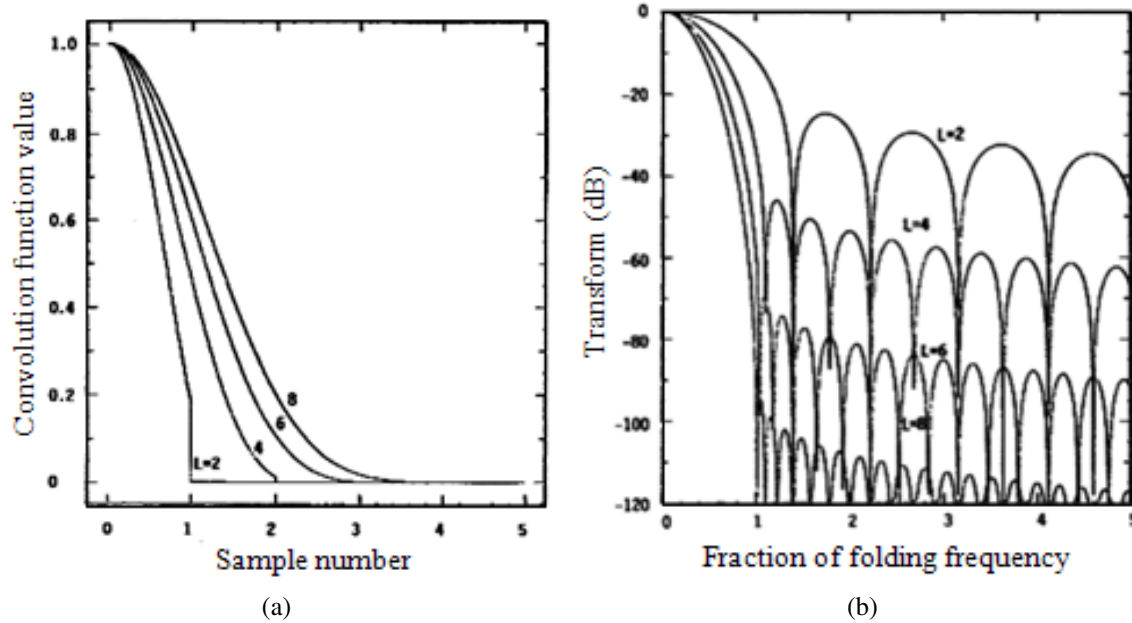 1.0
0.8
0.6
0.4
0.2
0
Convolution function value
L=2
4
6
8
0 1 2 3 4 5
Sample number
(a)
0
-20
-40
-60
-80
-100
-120
Transform (dB)
L=2
L=4
L=6
L=8
0 1 2 3 4 5
Fraction of folding frequency
(b)